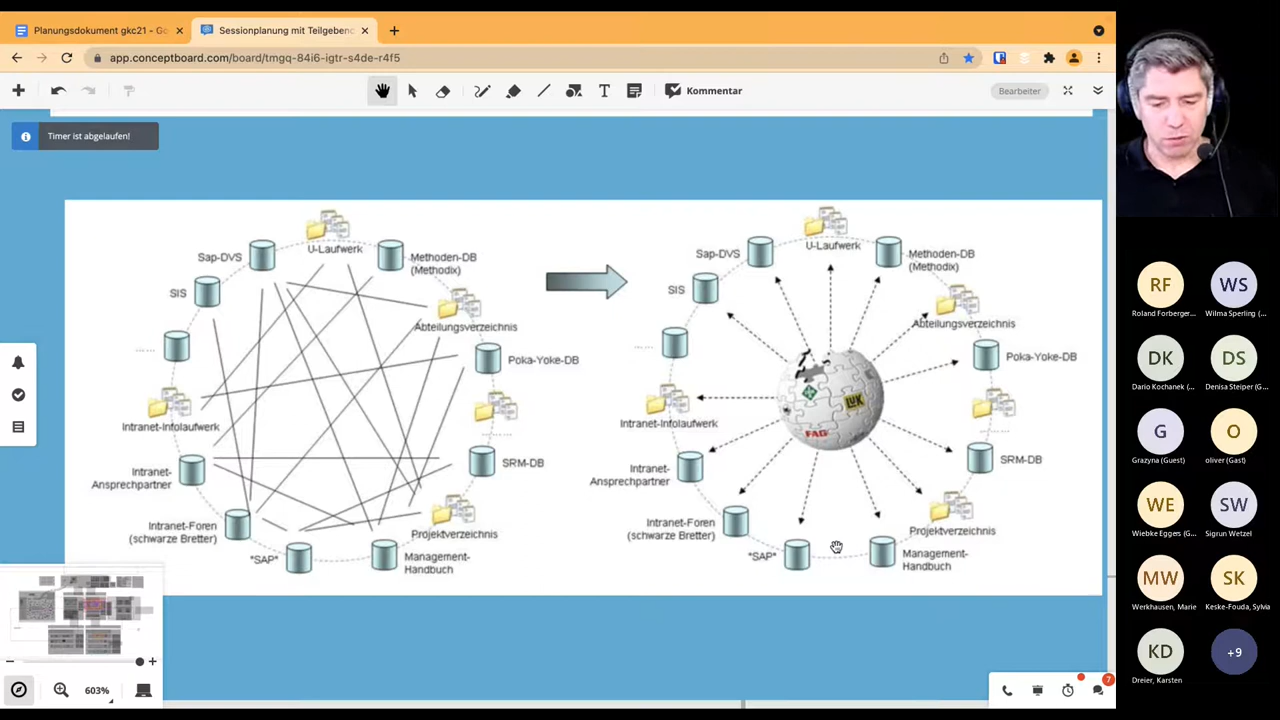 Planungsdokument gkc21 - Go
Sessionplanung mit Teilgebenc
app.conceptboard.com/board/tmgq-84i6-igtr-s4de-r4f5
Kommentar
Bearbeiter
Timer ist abgelaufen!
U-Laufwerk
Sap-DVS
Methoden-DB
(Methodix)
SIS
Abteilungsverzeichnis
......
Poka-Yoke-DB
Intranet-Infolaufwerk
......
Intranet-
Ansprechpartner
SRM-DB
Intranet-Foren
(schwarze Bretter)
Projektverzeichnis
"SAP"
Management-
Handbuch
U-Laufwerk
Sap-DVS
Methoden-DB
(Methodix)
SIS
Abteilungsverzeichnis
......
Poka-Yoke-DB
LuK
FAG
Intranet-Infolaufwerk
......
Intranet-
Ansprechpartner
SRM-DB
Intranet-Foren
(schwarze Bretter)
Projektverzeichnis
"SAP"
Management-
Handbuch
603%
7
RF
Roland Forberger...
WS
Wilma Sperling (...
DK
Dario Kochanek (...
DS
Denisa Steiper (G...
G
Grazyna (Guest)
O
oliver (Gast)
WE
Wiebke Eggers (G...
SW
Sigrun Wetzel
MW
Werkhausen, Marie
SK
Keske-Fouda, Sylvia
KD
Dreier, Karsten
+9